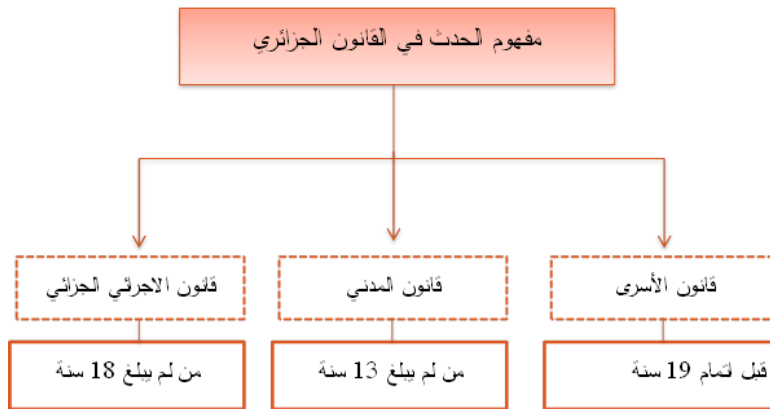 مفهوم الحدث في القانون الجزائري
قانون الأسرى
قانون المدني
قانون الاجرائي الجزائي
قبل اتمام 19 سنة
من لم يبلغ 13 سنة
من لم يبلغ 18 سنة